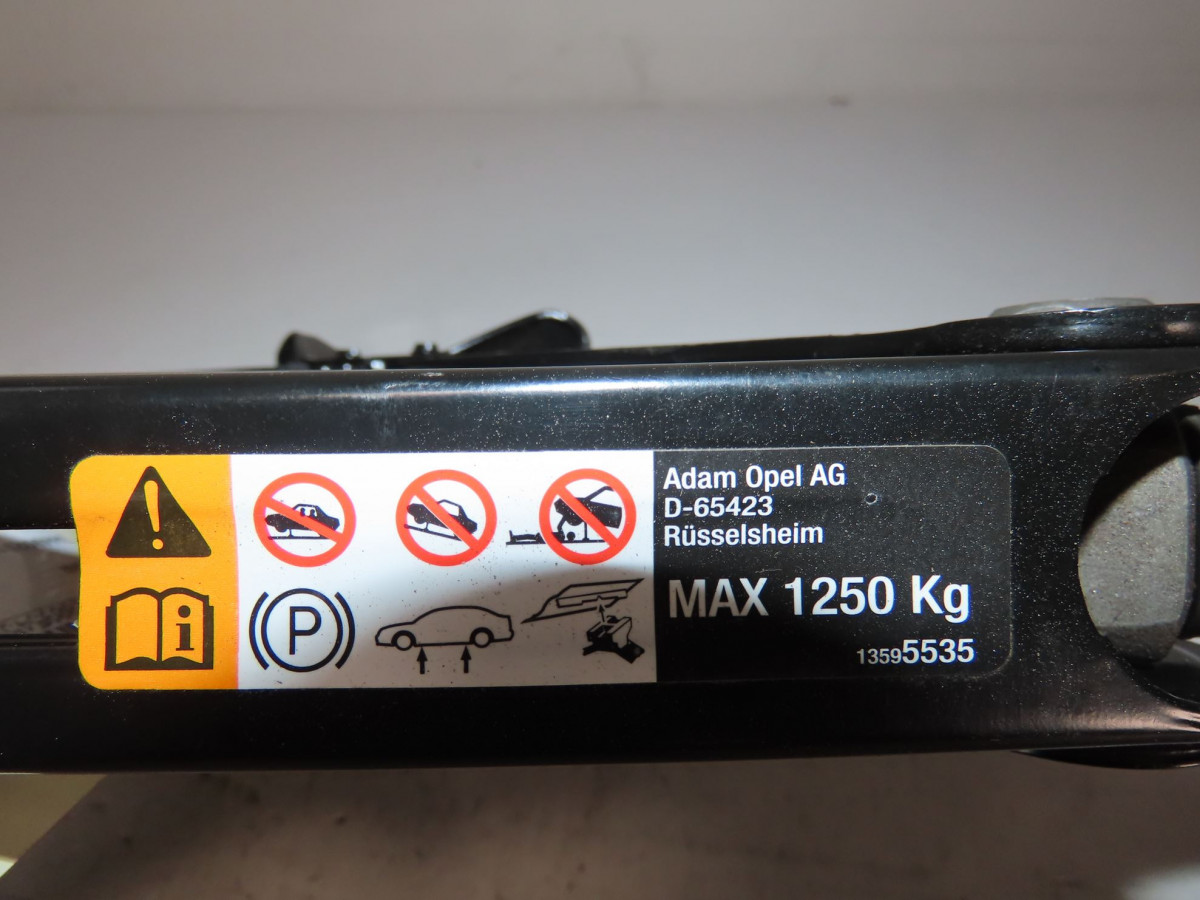 Adam Opel AG
D-65423
Rüsselsheim
MAX 1250 Kg
13595535
P